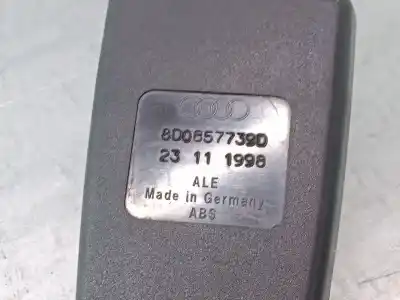 8D0857739D
23 11 1998
ALE
Made in Germany
ABS